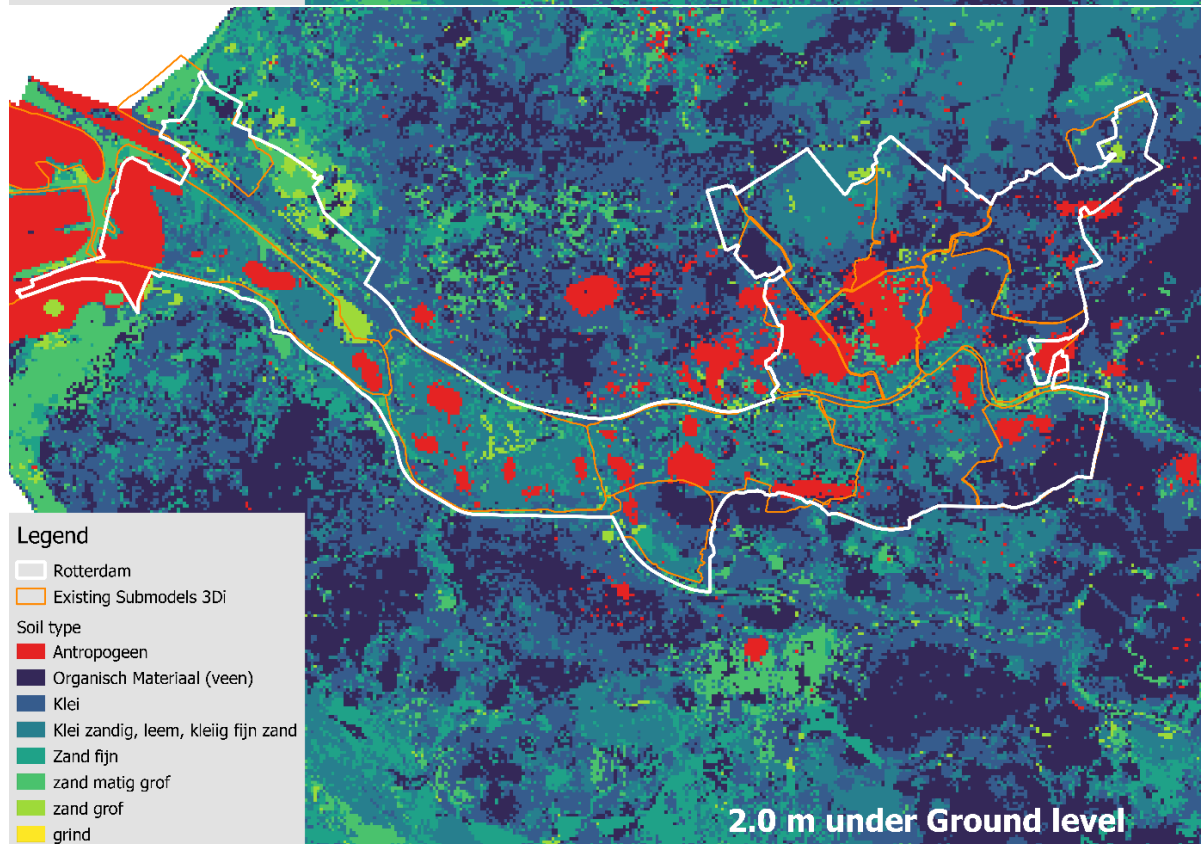 Legend
Rotterdam
Existing Submodels 3Di
Soil type
Antropogeen
Organisch Materiaal (veen)
Klei
Klei zandig, leem, kleiig fijn zand
Zand fijn
zand matig grof
zand grof
grind
2.0 m under Ground level